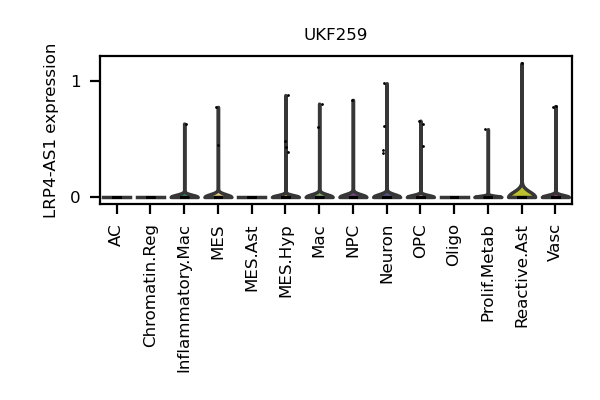 UKF259
LRP4-AS1 expression
1
0
AC
Chromatin.Reg
Inflammatory.Mac
MES
MES.Ast
MES.Hyp
Mac
NPC
Neuron
OPC
Oligo
Prolif.Metab
Reactive.Ast
Vasc